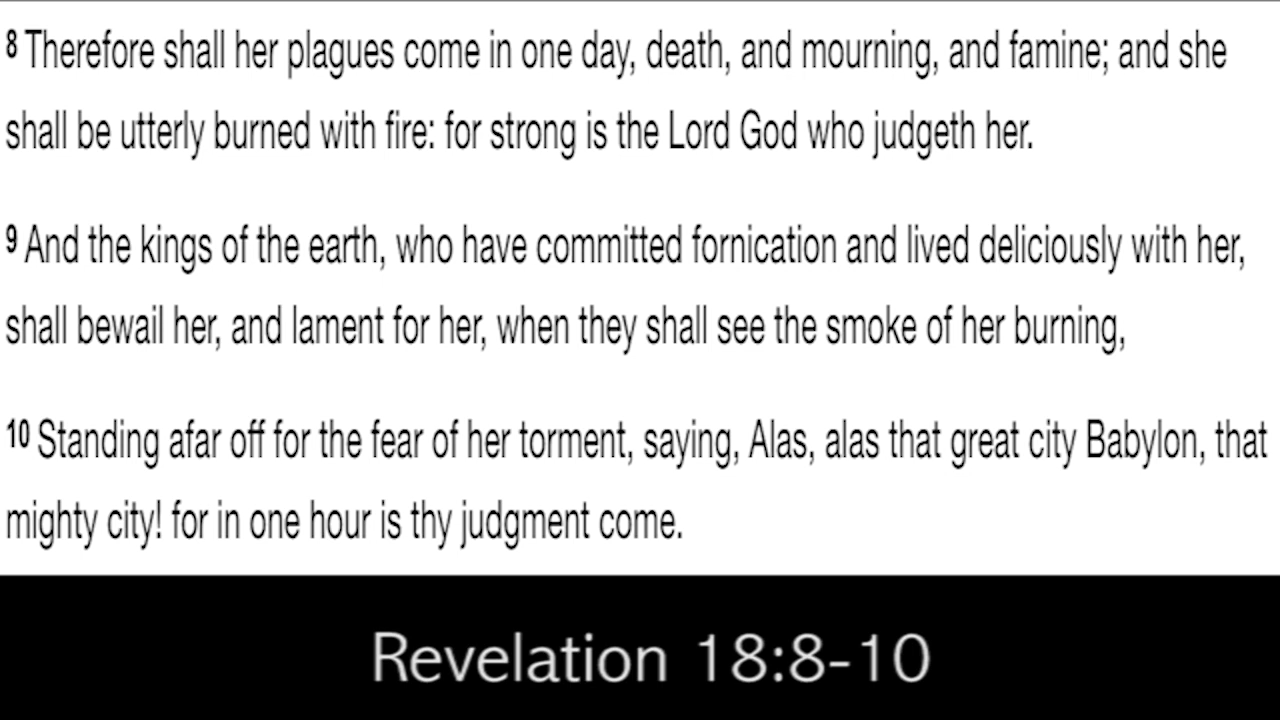 8 Therefore shall her plagues come in one day, death, and mourning, and famine; and she
shall be utterly burned with fire: for strong is the Lord God who judgeth her.
9 And the kings of the earth, who have committed fornication and lived deliciously with her,
shall bewail her, and lament for her, when they shall see the smoke of her burning,
10 Standing afar off for the fear of her torment, saying, Alas, alas that great city Babylon, that
mighty city! for in one hour is thy judgment come.
Revelation 18:8-10